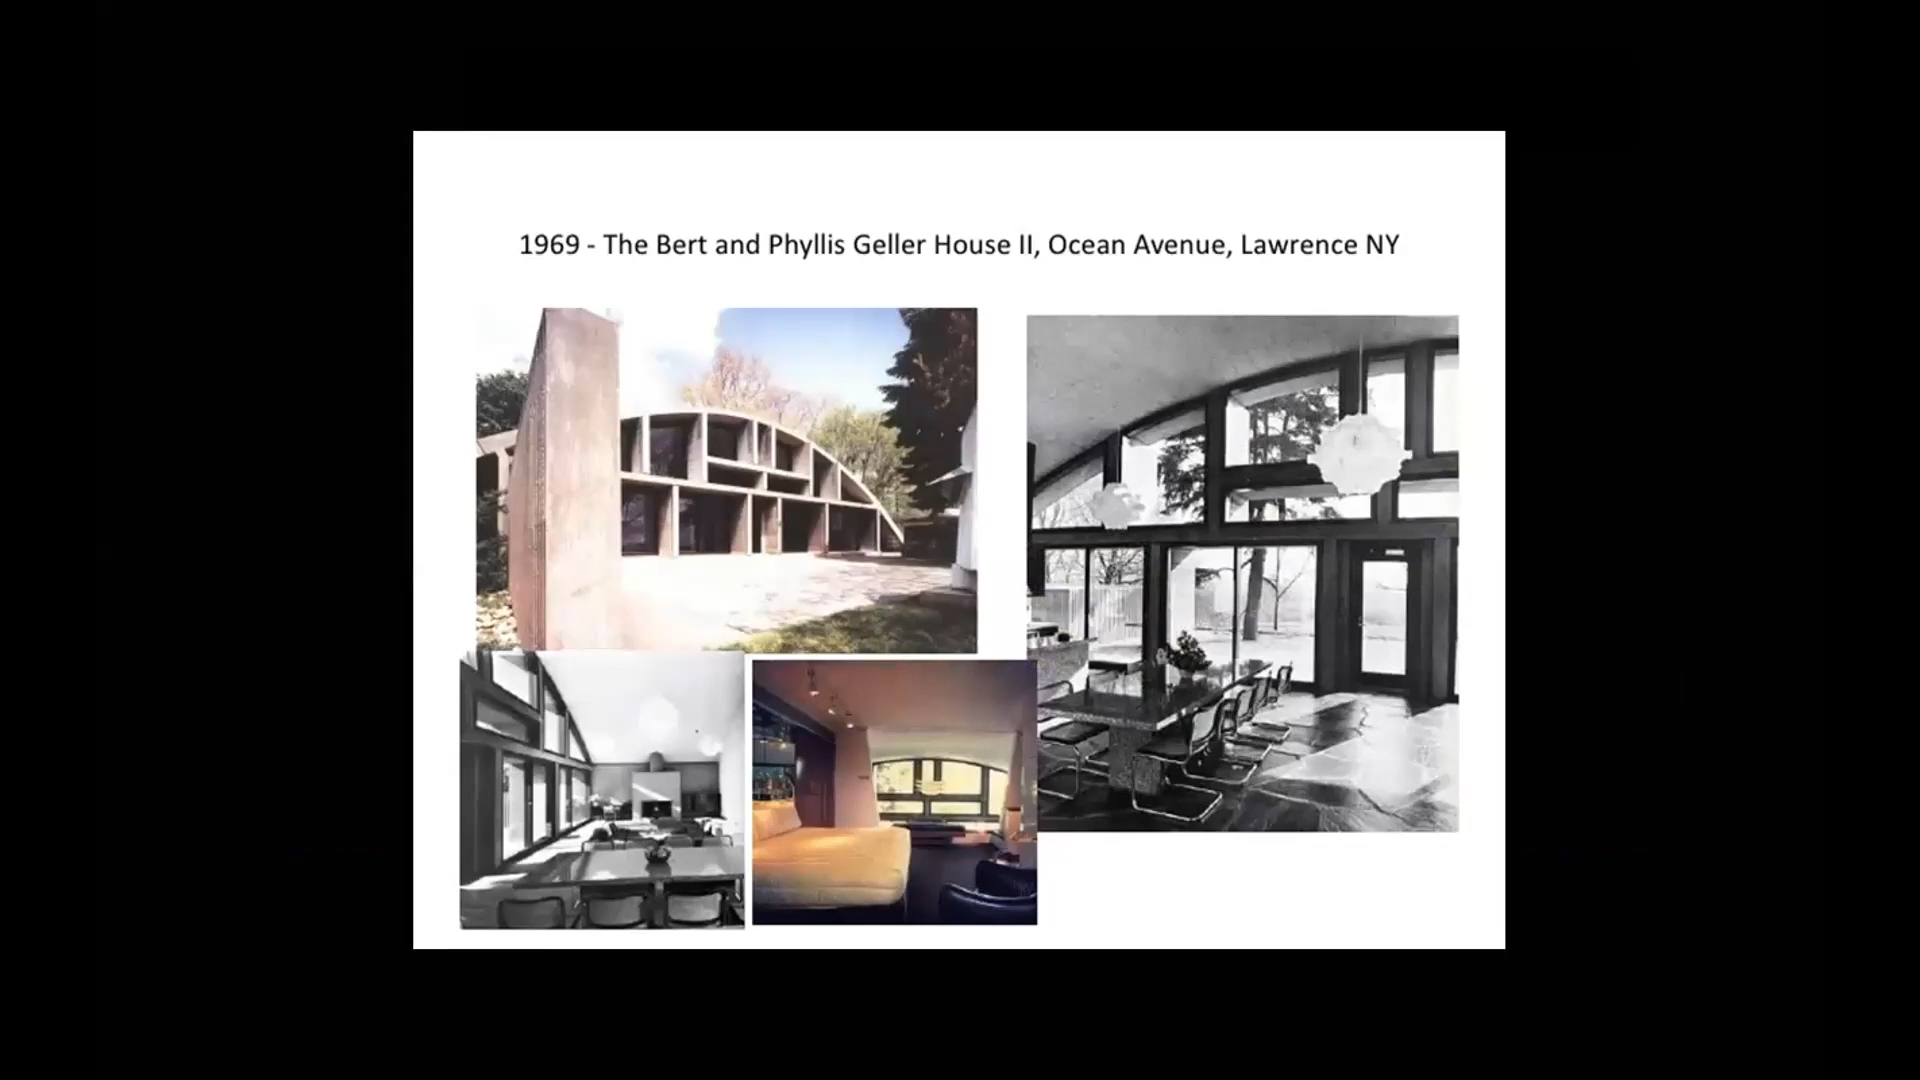 1969 - The Bert and Phyllis Geller House II, Ocean Avenue, Lawrence NY